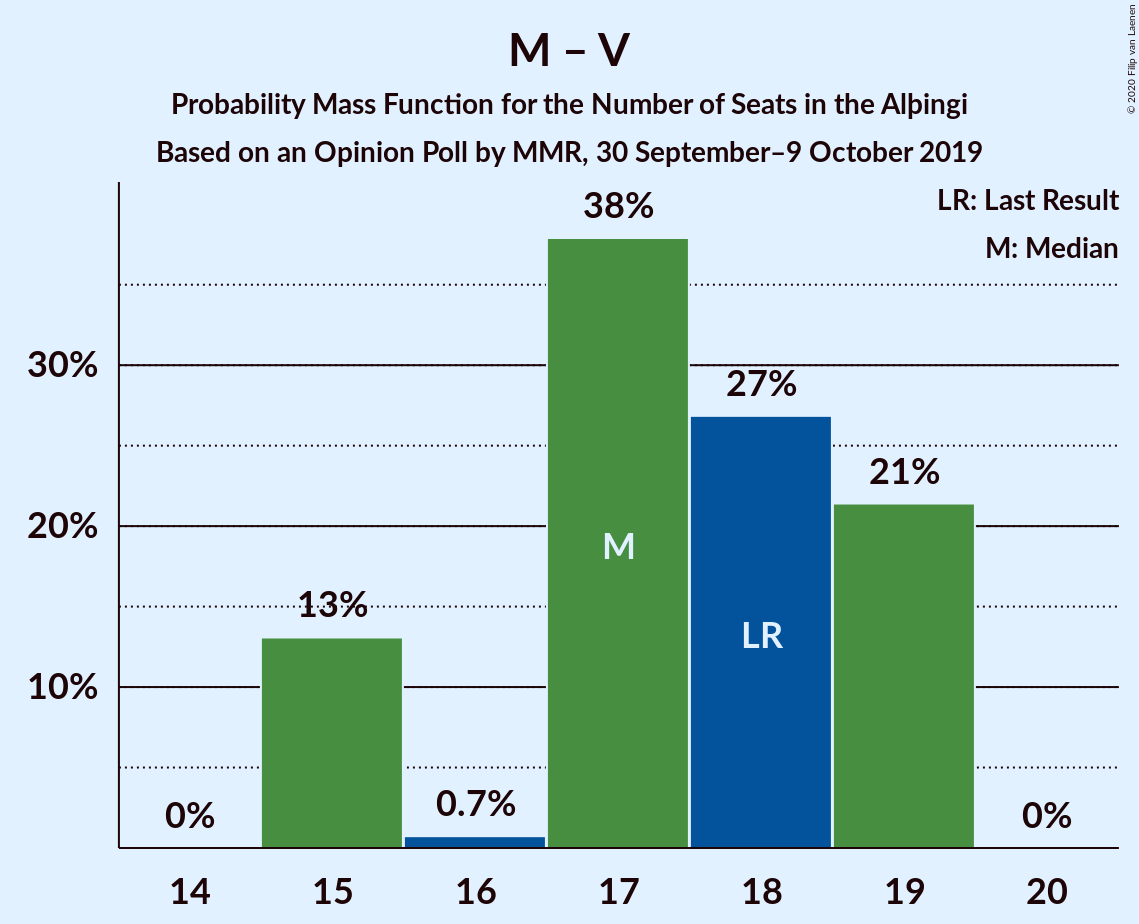 M – V
Probability Mass Function for the Number of Seats in the Alþingi
Based on an Opinion Poll by MMR, 30 September–9 October 2019
© 2020 Filip van Laenen
LR: Last Result
M: Median
38%
30%
27%
21%
20%
M
13%
LR
10%
0.7%
0%
0%
14
15
16
17
18
19
20